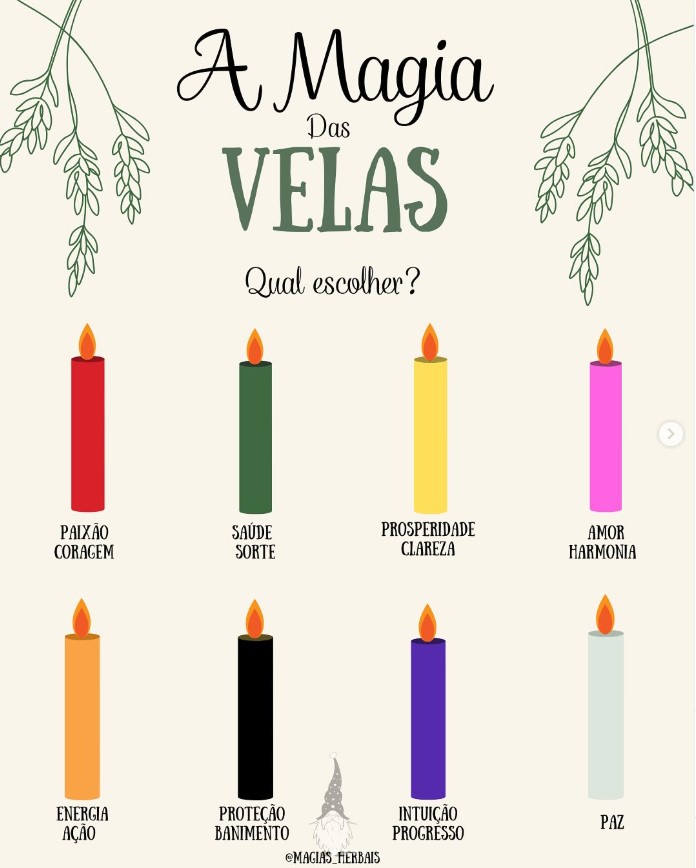 A Magia
Das
VELAS
Qual escolher?
PAIXÃO
CORAGEM
SAÚDE
SORTE
PROSPERIDADE
CLAREZA
AMOR
HARMONIA
ENERGIA
AÇÃO
PROTEÇÃO
BANIMENTO
INTUIÇÃO
PROGRESSO
PAZ
@MAGIAS_HERBAIS